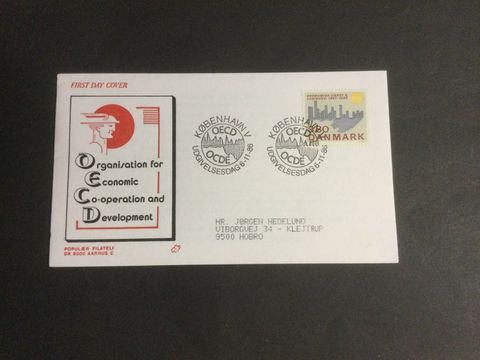 FIRST DAY COVER
Organisation for
Economic
Co-operation and
Development
POPULÆR FILATELI
DK 8000 AARHUS C
KØBENHAVN V
OECD
OCDE
UDGIVELSESDAG 6-11-86
KØBENHAVN V
OECD
OCDE
UDGIVELSESDAG 6-11-86
DANMARK
HR. JØRGEN HEDELUND
VIBORGVEJ 34 - KLEJTRUP
9500 HOBRO